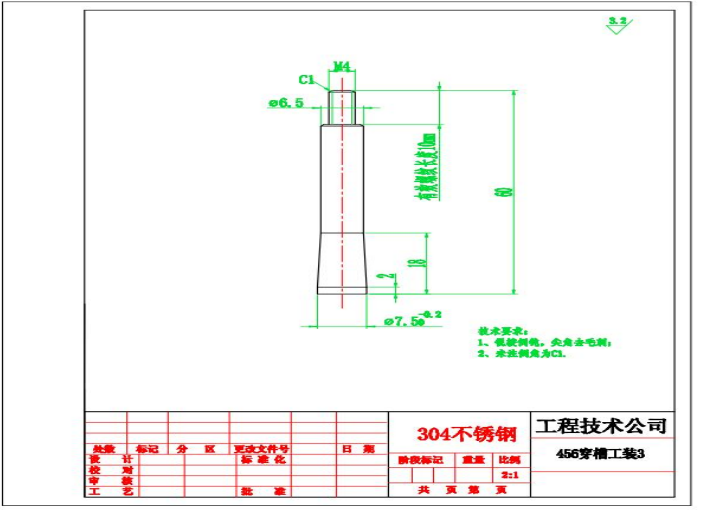 3.2
M4
C1
ø6.5
有效螺纹长度10mm
60
18
2
ø7.5 0 -0.2
技术要求:
1、锐棱倒钝，尖角去毛刺;
2、未注倒角为C1.
304不锈钢
工程技术公司
456穿槽工装3
处数 标记 分 区 更改文件号 日 期
设 计 标 准 化
校 对
审 核
工 艺 批 准
阶段标记 重量 比例
2:1
共 页 第 页